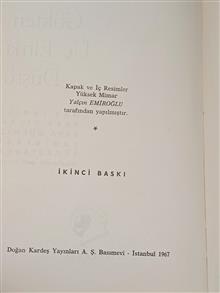 Kapak ve İç Resimler
Yüksek Mimar
Yalçın EMİROĞLU
tarafından yapılmıştır.
*
İKİNCİ BASKI
Doğan Kardeş Yayınları A. Ş. Basımevi - İstanbul 1967